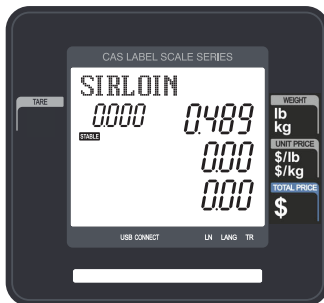 CAS LABEL SCALE SERIES
SIRLOIN
TARE
0.000
0.489
WEIGHT
lb
kg
STABLE
0.00
UNIT PRICE
$/lb
$/kg
0.00
TOTAL PRICE
$
USB CONNECT LN LANG TR